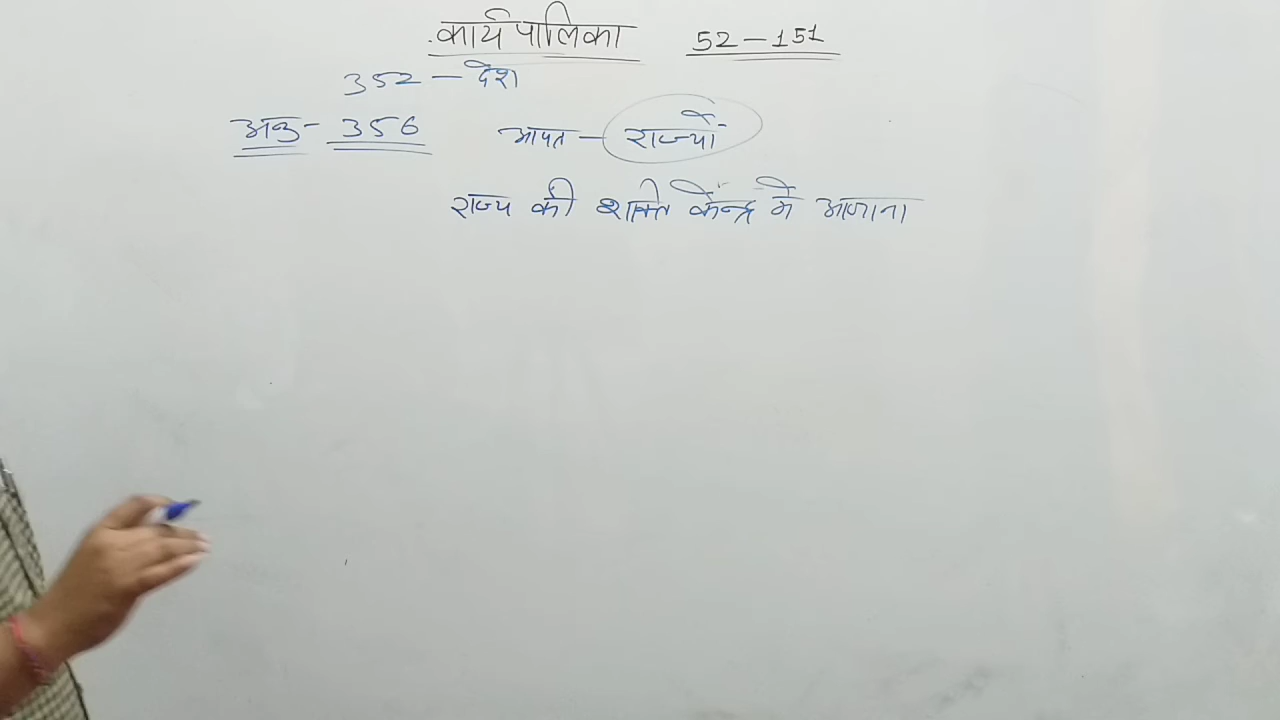 कार्यपालिका 52-151
352 - देश
अनु- 356 आपत - राज्यों
राज्य की शक्ति केन्द्र में आजाना